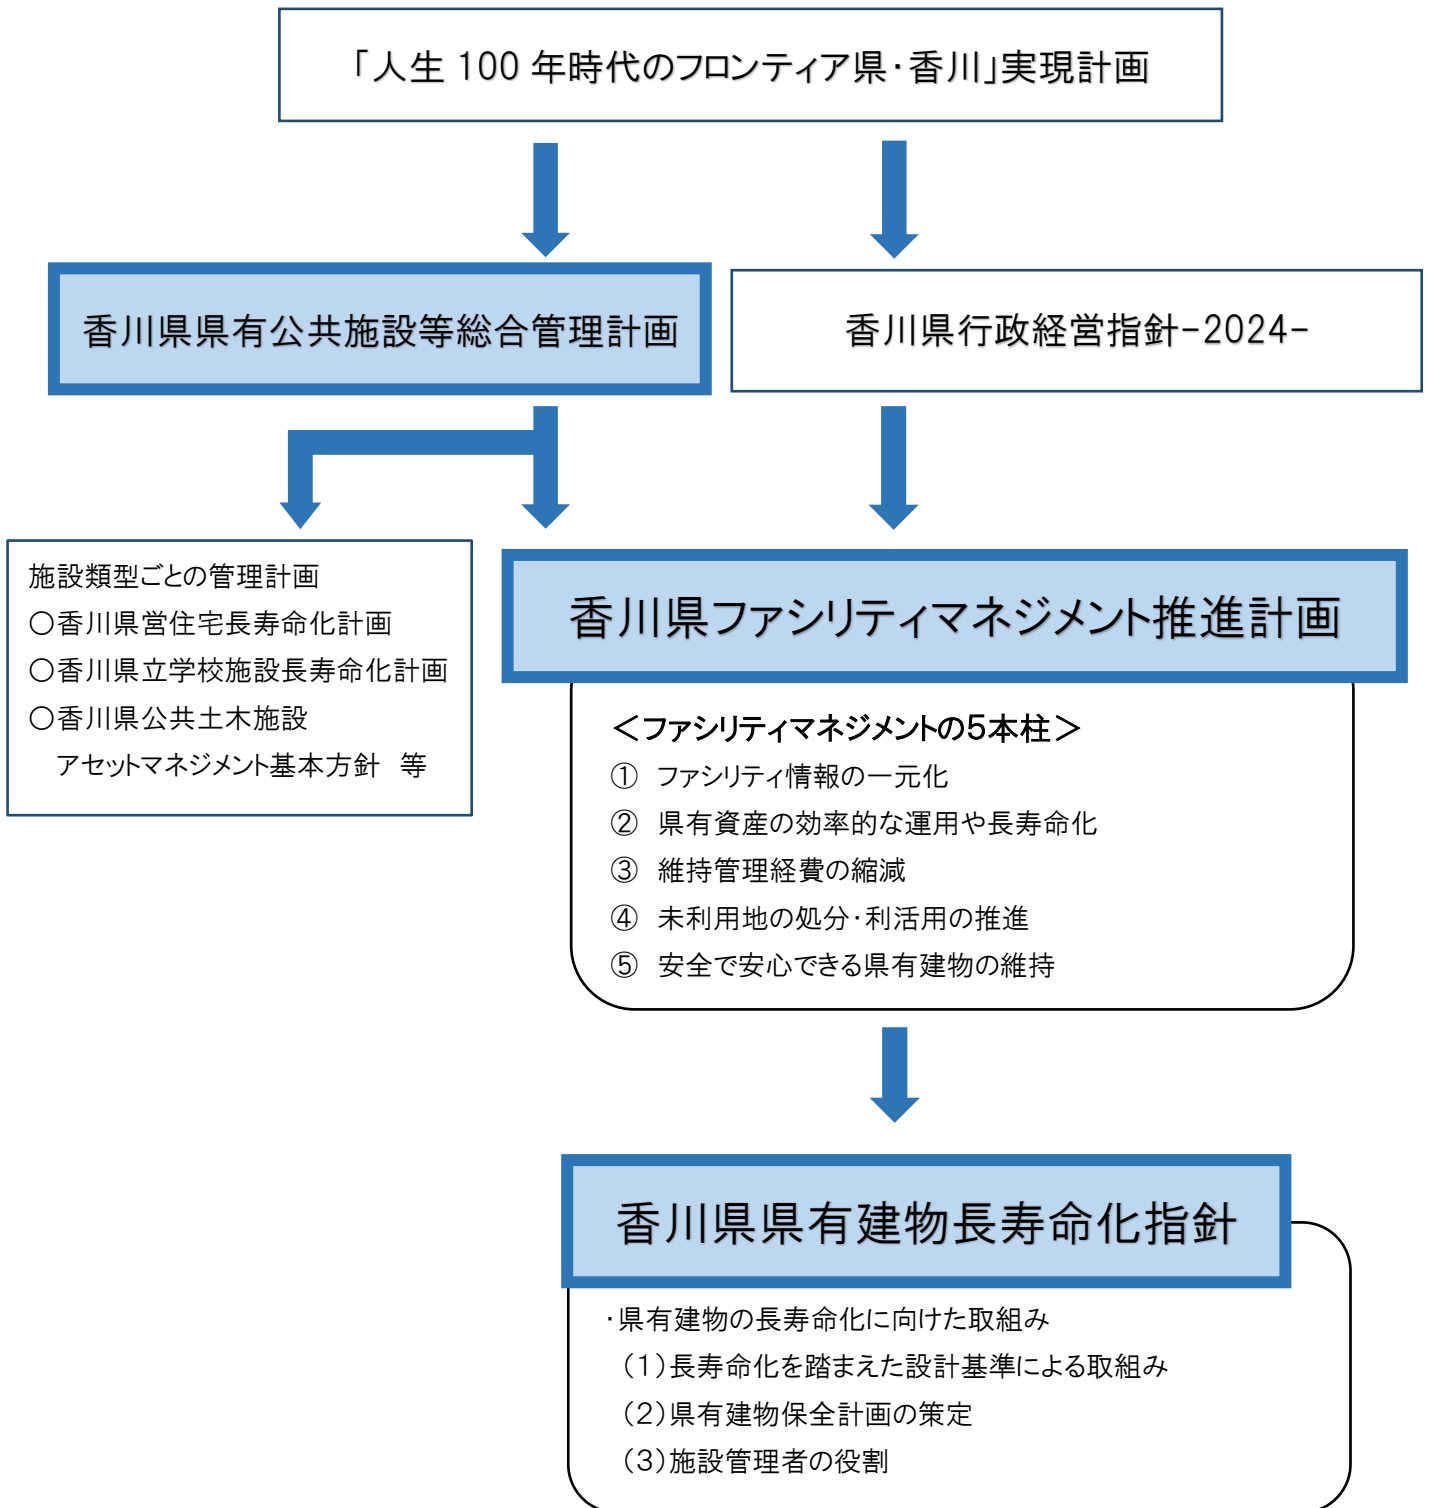 「人生 100 年時代のフロンティア県・香川」実現計画
香川県県有公共施設等総合管理計画
香川県行政経営指針-2024-
施設類型ごとの管理計画
○香川県営住宅長寿命化計画
○香川県立学校施設長寿命化計画
○香川県公共土木施設
アセットマネジメント基本方針　等
香川県ファシリティマネジメント推進計画
＜ファシリティマネジメントの5本柱＞
①　ファシリティ情報の一元化
②　県有資産の効率的な運用や長寿命化
③　維持管理経費の縮減
④　未利用地の処分・利活用の推進
⑤　安全で安心できる県有建物の維持
香川県県有建物長寿命化指針
・県有建物の長寿命化に向けた取組み
（1）長寿命化を踏まえた設計基準による取組み
（2）県有建物保全計画の策定
（3）施設管理者の役割